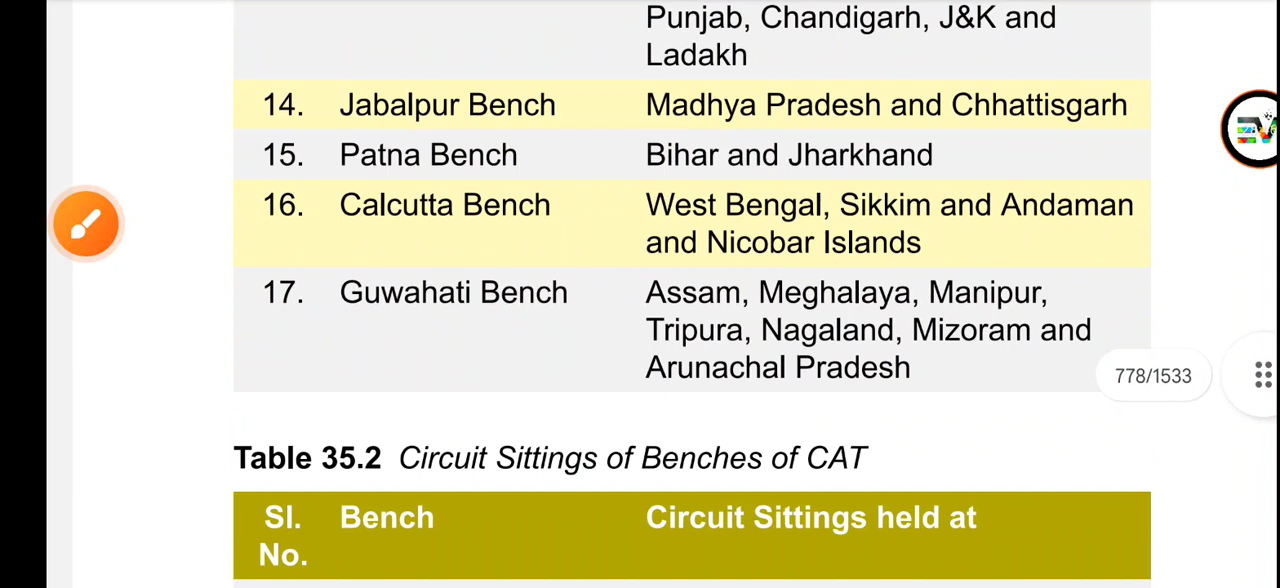 Punjab, Chandigarh, J&K and
Ladakh
14. Jabalpur Bench Madhya Pradesh and Chhattisgarh
15. Patna Bench Bihar and Jharkhand
16. Calcutta Bench West Bengal, Sikkim and Andaman
and Nicobar Islands
17. Guwahati Bench Assam, Meghalaya, Manipur,
Tripura, Nagaland, Mizoram and
Arunachal Pradesh
778/1533
Table 35.2 Circuit Sittings of Benches of CAT
Sl. Bench Circuit Sittings held at
No.
EV